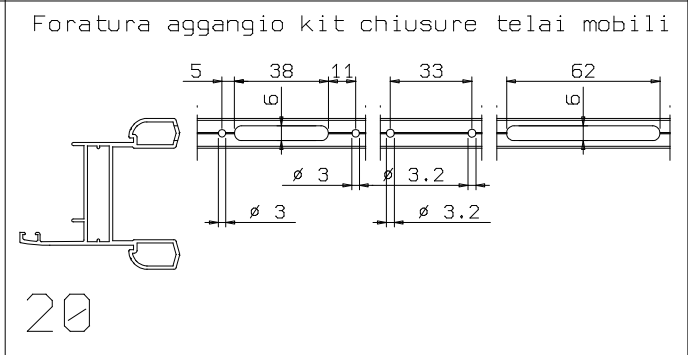 Foratura aggangio kit chiusure telai mobili
5 38 11 33 62
6 6
ø 3 ø 3.2
ø 3 ø 3.2
20